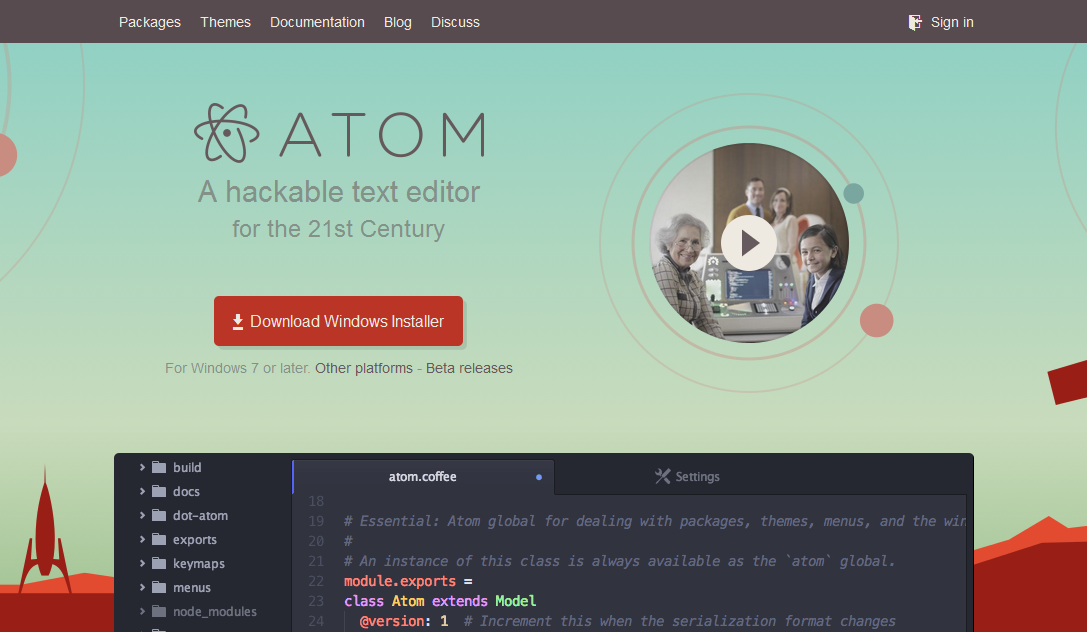 Packages Themes Documentation Blog Discuss Sign in
ATOM
A hackable text editor
for the 21st Century
Download Windows Installer
For Windows 7 or later. Other platforms - Beta releases
build
docs
dot-atom
exports
keymaps
menus
node_modules
atom.coffee Settings
18
19 # Essential: Atom global for dealing with packages, themes, menus, and the win
20 #
21 # An instance of this class is always available as the `atom` global.
22 module.exports =
23 class Atom extends Model
24 @version: 1 # Increment this when the serialization format changes